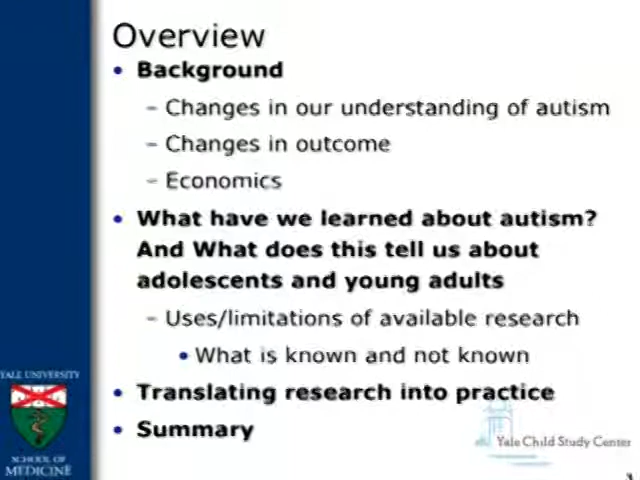 Overview
• Background
– Changes in our understanding of autism
– Changes in outcome
– Economics
• What have we learned about autism?
And What does this tell us about
adolescents and young adults
– Uses/limitations of available research
• What is known and not known
• Translating research into practice
• Summary
YALE UNIVERSITY
SCHOOL OF
MEDICINE
Yale Child Study Center